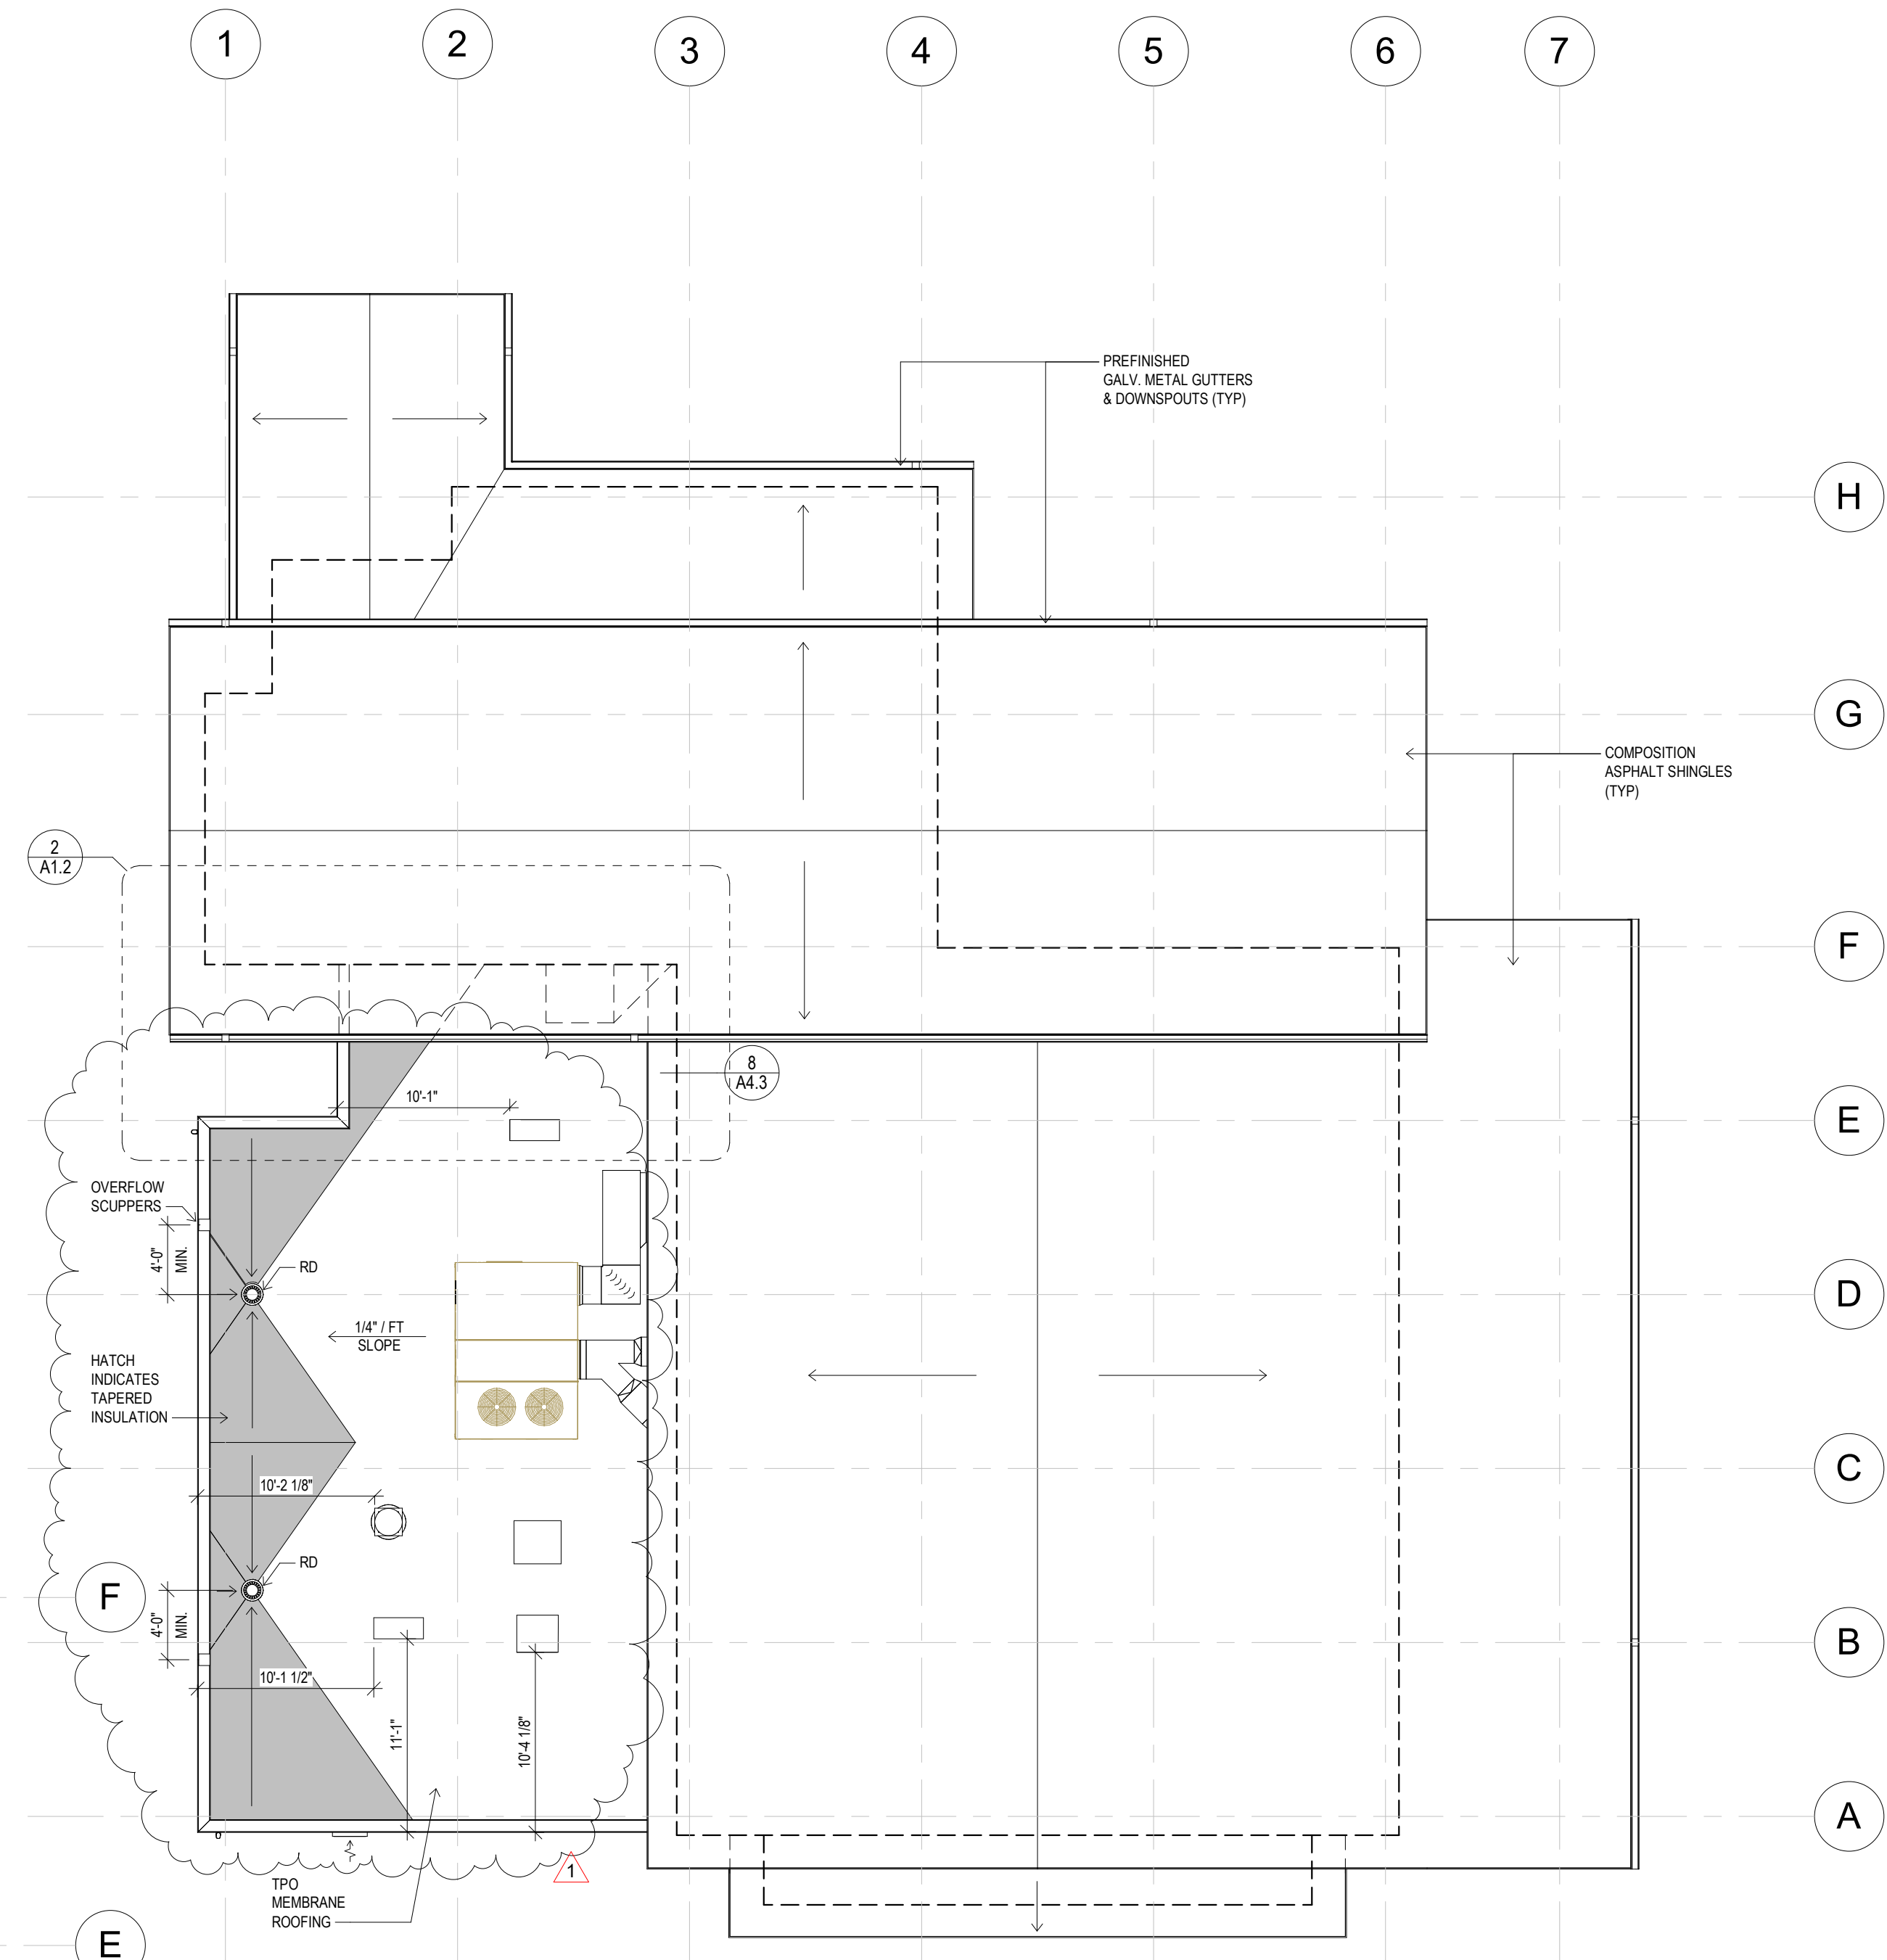 1
2
3
4
5
6
7
PREFINISHED
GALV. METAL GUTTERS
& DOWNSPOUTS (TYP)
H
G
COMPOSITION
ASPHALT SHINGLES
(TYP)
2
A1.2
F
8
A4.3
10'-1"
E
OVERFLOW
SCUPPERS
4'-0"
MIN.
RD
D
1/4" / FT
SLOPE
HATCH
INDICATES
TAPERED
INSULATION
C
10'-2 1/8"
RD
F
4'-0"
MIN.
B
10'-1 1/2"
11'-1"
10'-4 1/8"
A
1
TPO
MEMBRANE
ROOFING
E